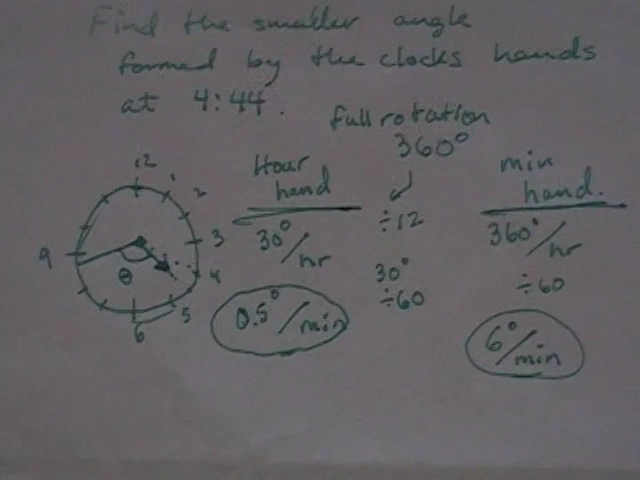 Find the smaller angle
formed by the clocks hands
at 4:44.
full rotation
360°
Hour
hand
30°/hr
0.5°/min
÷12
30°
÷60
min
hand.
360°/hr
÷60
6°/min
12
1
2
3
4
5
6
9
θ